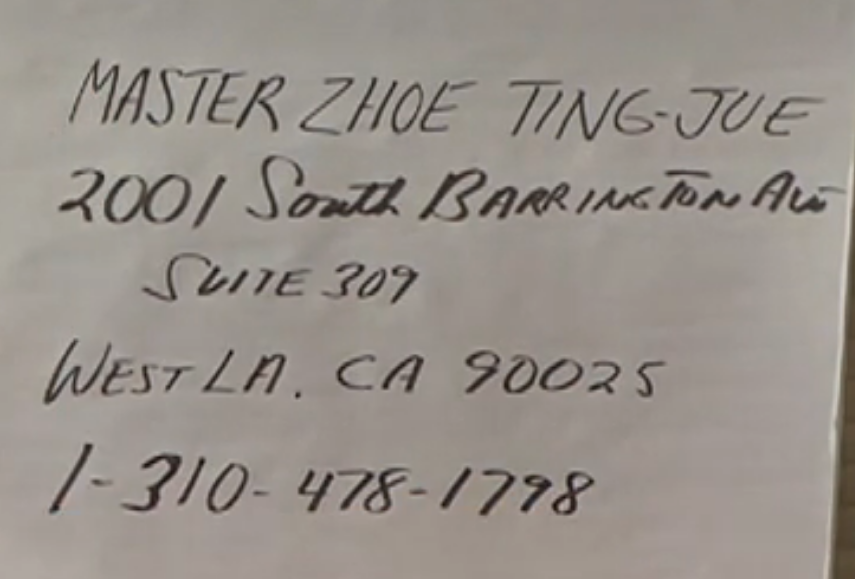 MASTER ZHOE TING-JUE
2001 South BARRINGTON AVE
SUITE 309
WEST LA. CA 90025
1-310-478-1798